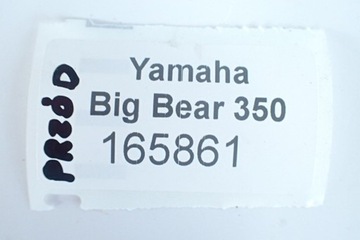 Yamaha
Big Bear 350
165861
PRZÓD